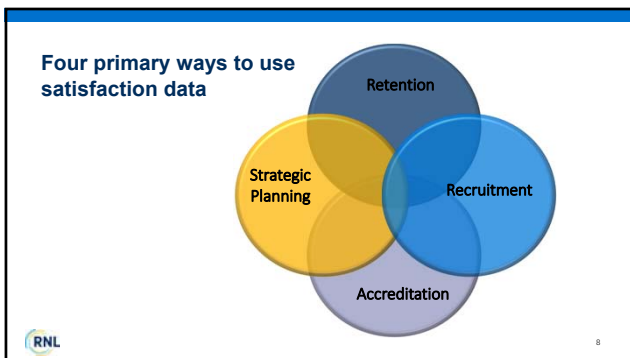 Four primary ways to use
satisfaction data
Retention
Strategic
Planning
Recruitment
Accreditation
RNL
8